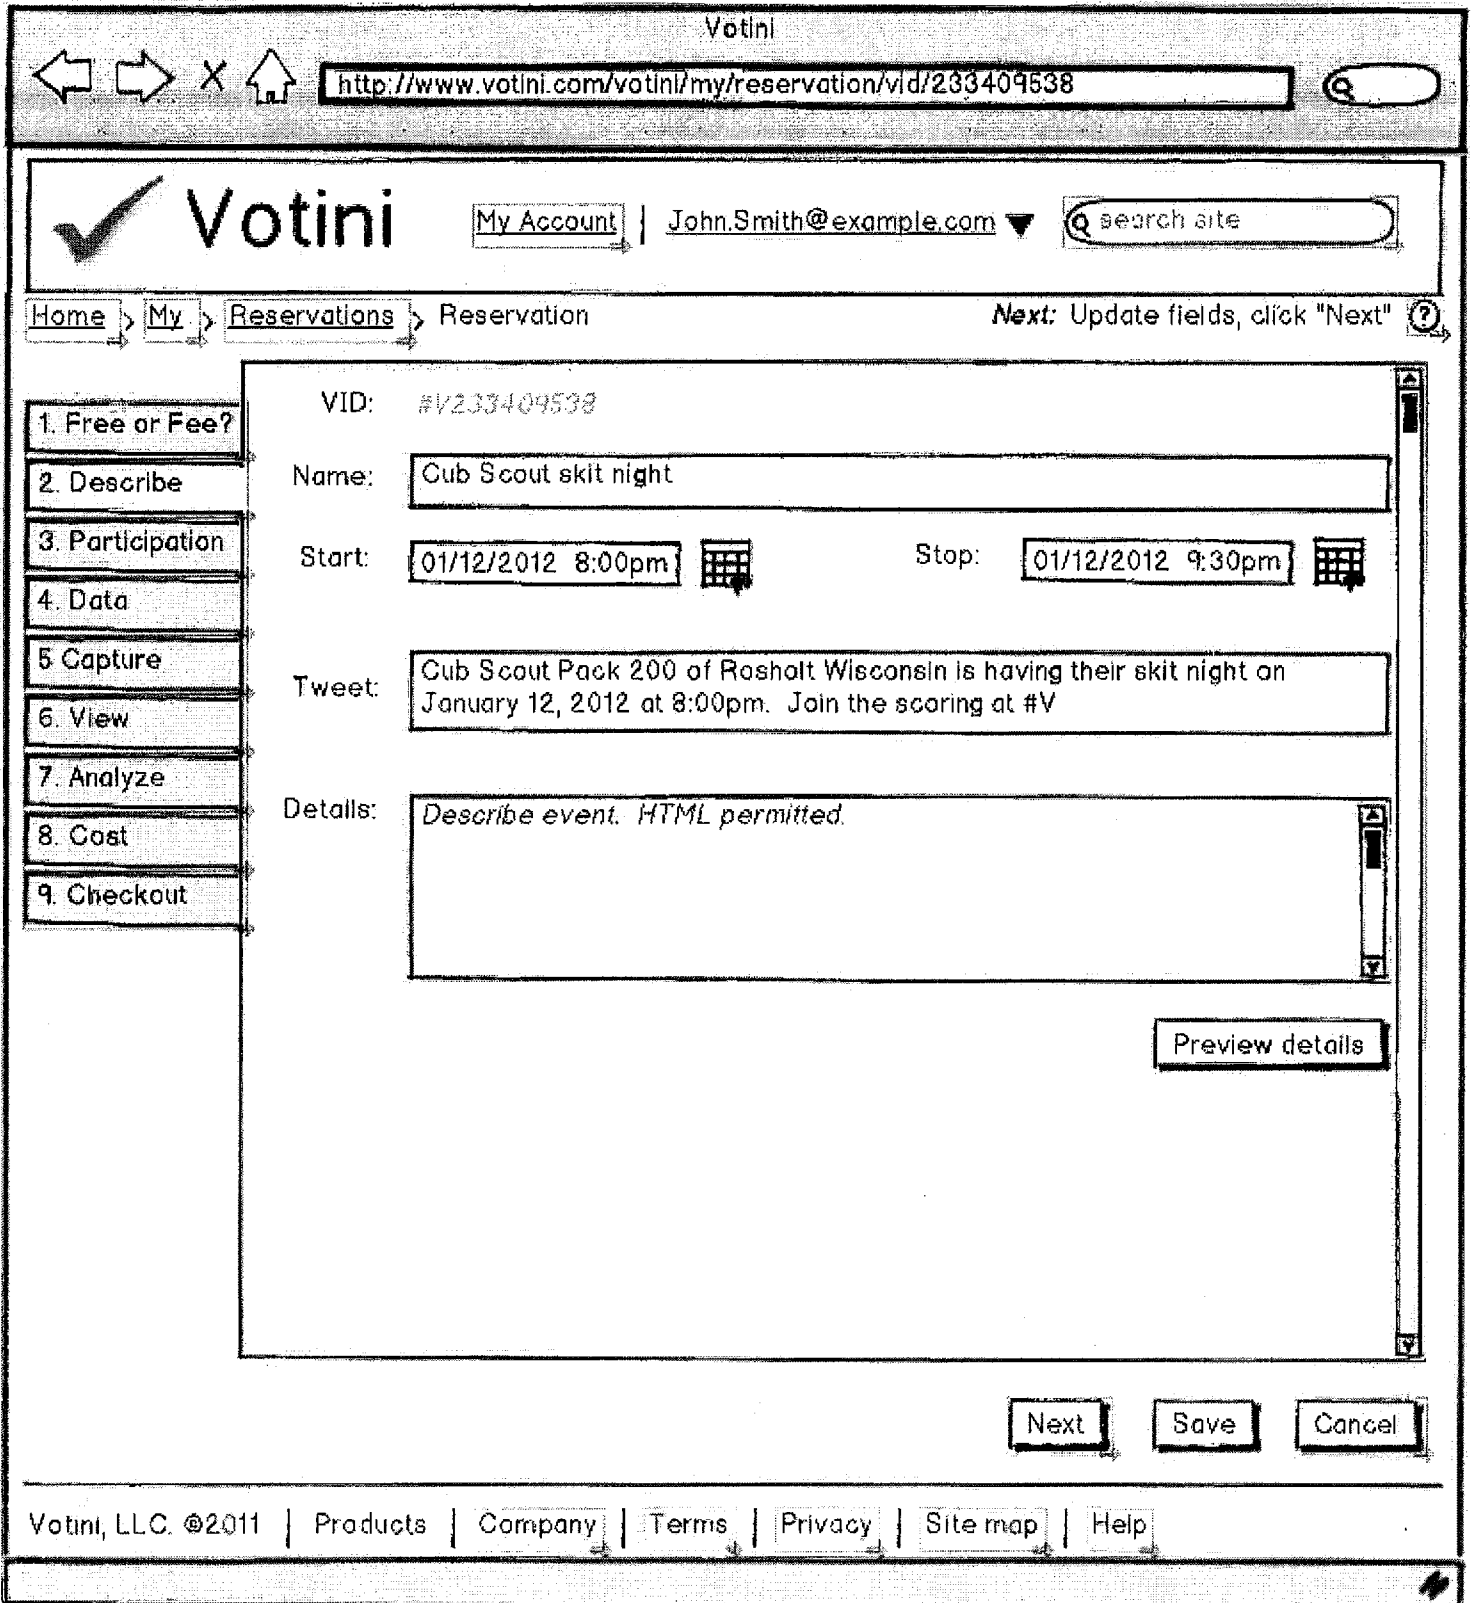 Votini
http://www.votini.com/votini/my/reservation/vid/233409538
Votini
My Account | John.Smith@example.com
search site
Home > My > Reservations > Reservation
Next: Update fields, click "Next" ?
1. Free or Fee?
2. Describe
3. Participation
4. Data
5 Capture
6. View
7. Analyze
8. Cost
9. Checkout
VID: #V233409538
Name: Cub Scout skit night
Start: 01/12/2012 8:00pm
Stop: 01/12/2012 9:30pm
Tweet: Cub Scout Pack 200 of Rosholt Wisconsin is having their skit night on
January 12, 2012 at 8:00pm. Join the scoring at #V
Details: Describe event. HTML permitted.
Preview details
Next Save Cancel
Votini, LLC. ©2011 | Products | Company | Terms | Privacy | Site map | Help